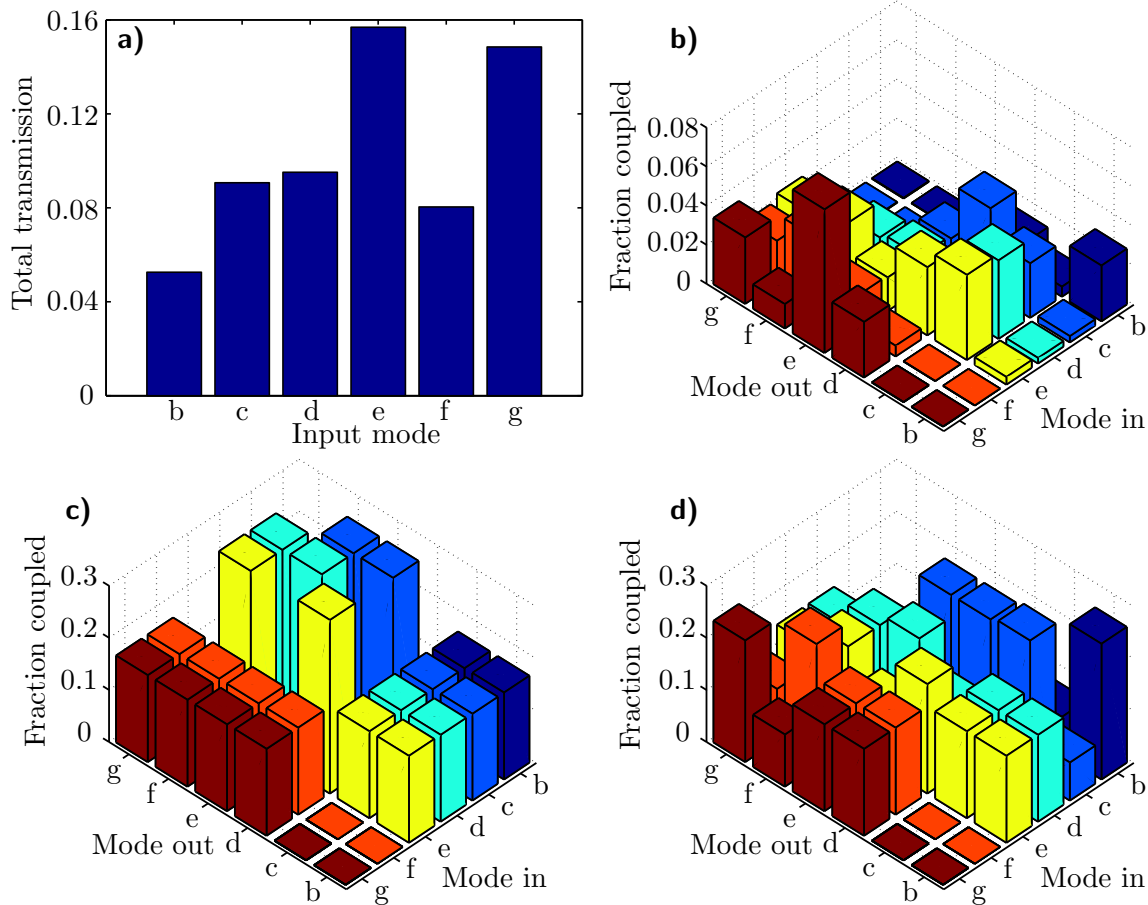 a)
Total transmission
0.16
0.12
0.08
0.04
0
b c d e f g
Input mode
b)
Fraction coupled
0.08
0.06
0.04
0.02
0
g
f
e
d
c
b
Mode out
b
c
d
e
f
g
Mode in
c)
Fraction coupled
0.3
0.2
0.1
0
g
f
e
d
c
b
Mode out
b
c
d
e
f
g
Mode in
d)
Fraction coupled
0.3
0.2
0.1
0
g
f
e
d
c
b
Mode out
b
c
d
e
f
g
Mode in